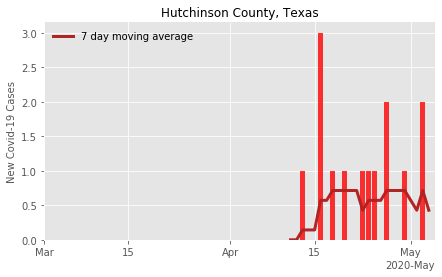 Hutchinson County, Texas
7 day moving average
New Covid-19 Cases
3.0
2.5
2.0
1.5
1.0
0.5
0.0
Mar 15 Apr 15 May
2020-May